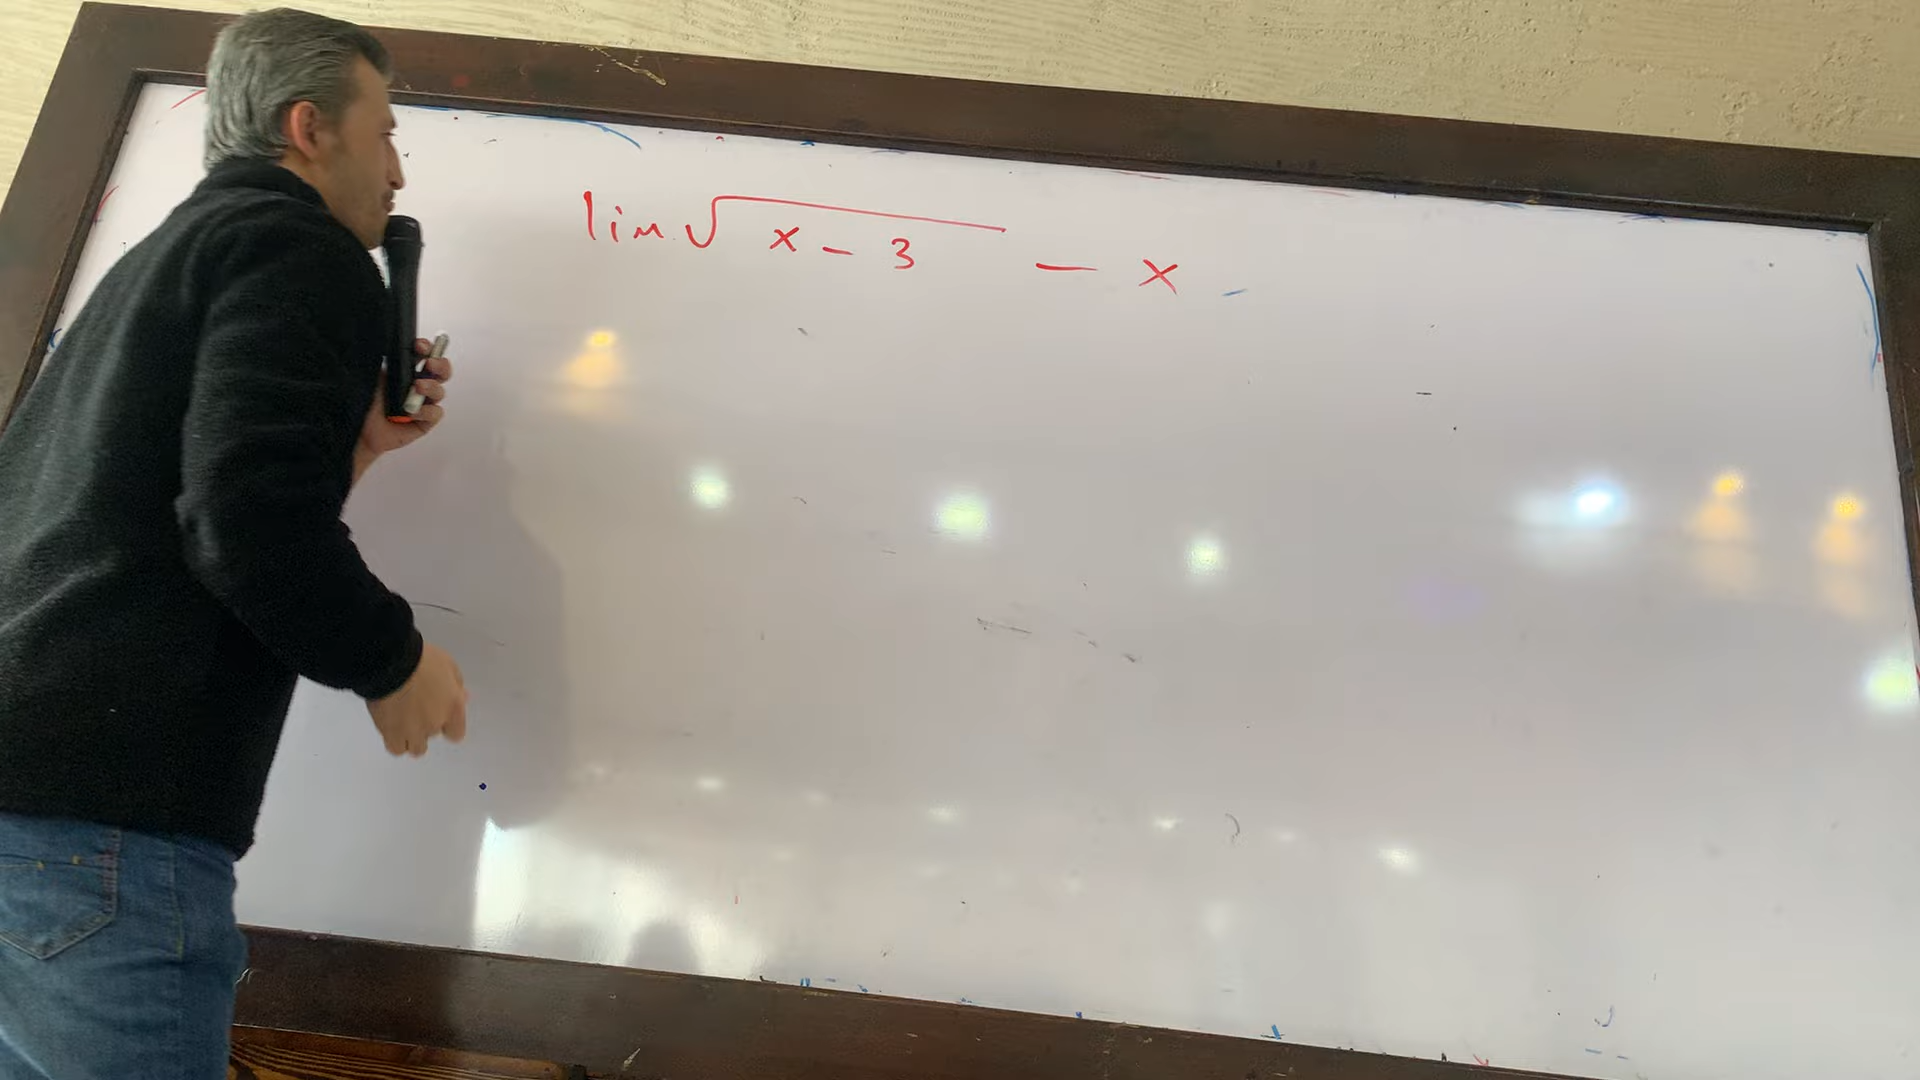 lim √(x - 3) - x